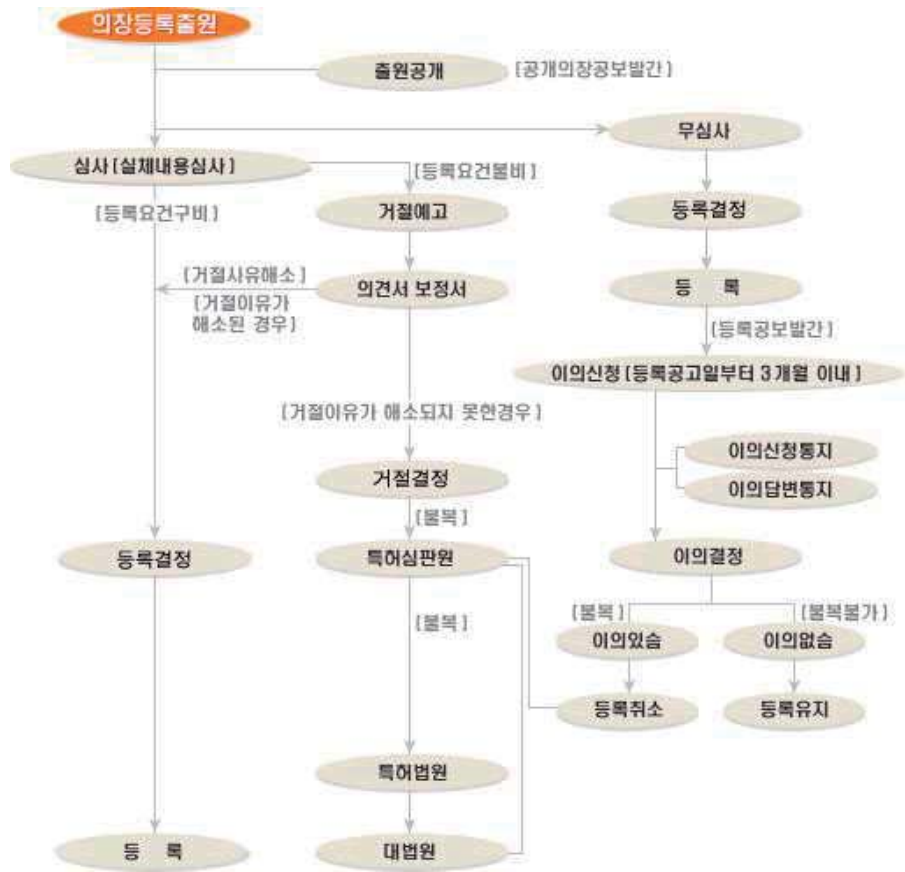 의장등록출원
출원공개
[공개의장공보발간]
무심사
심사[실체내용심사]
[등록요건불비]
[등록요건구비]
거절예고
등록결정
[거절사유해소]
의견서 보정서
등 록
[거절이유가
해소된 경우]
[등록공보발간]
이의신청[등록공고일부터 3개월 이내]
[거절이유가 해소되지 못한경우]
이의신청통지
거절결정
이의답변통지
[불복]
등록결정
특허심판원
이의결정
[불복]
[불복]
[불복불가]
이의있슴
이의없슴
등록취소
등록유지
특허법원
등 록
대법원